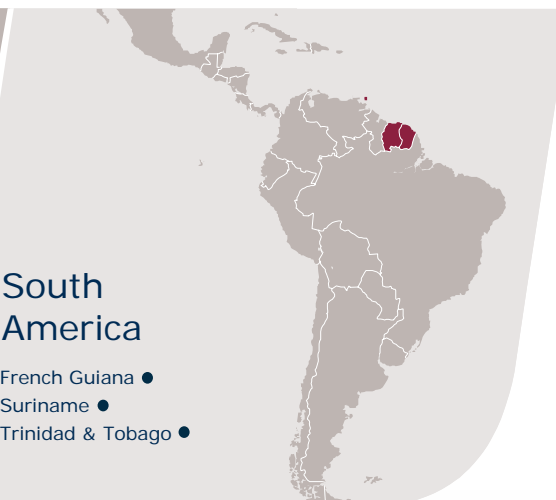 South
America
French Guiana ●
Suriname ●
Trinidad & Tobago ●